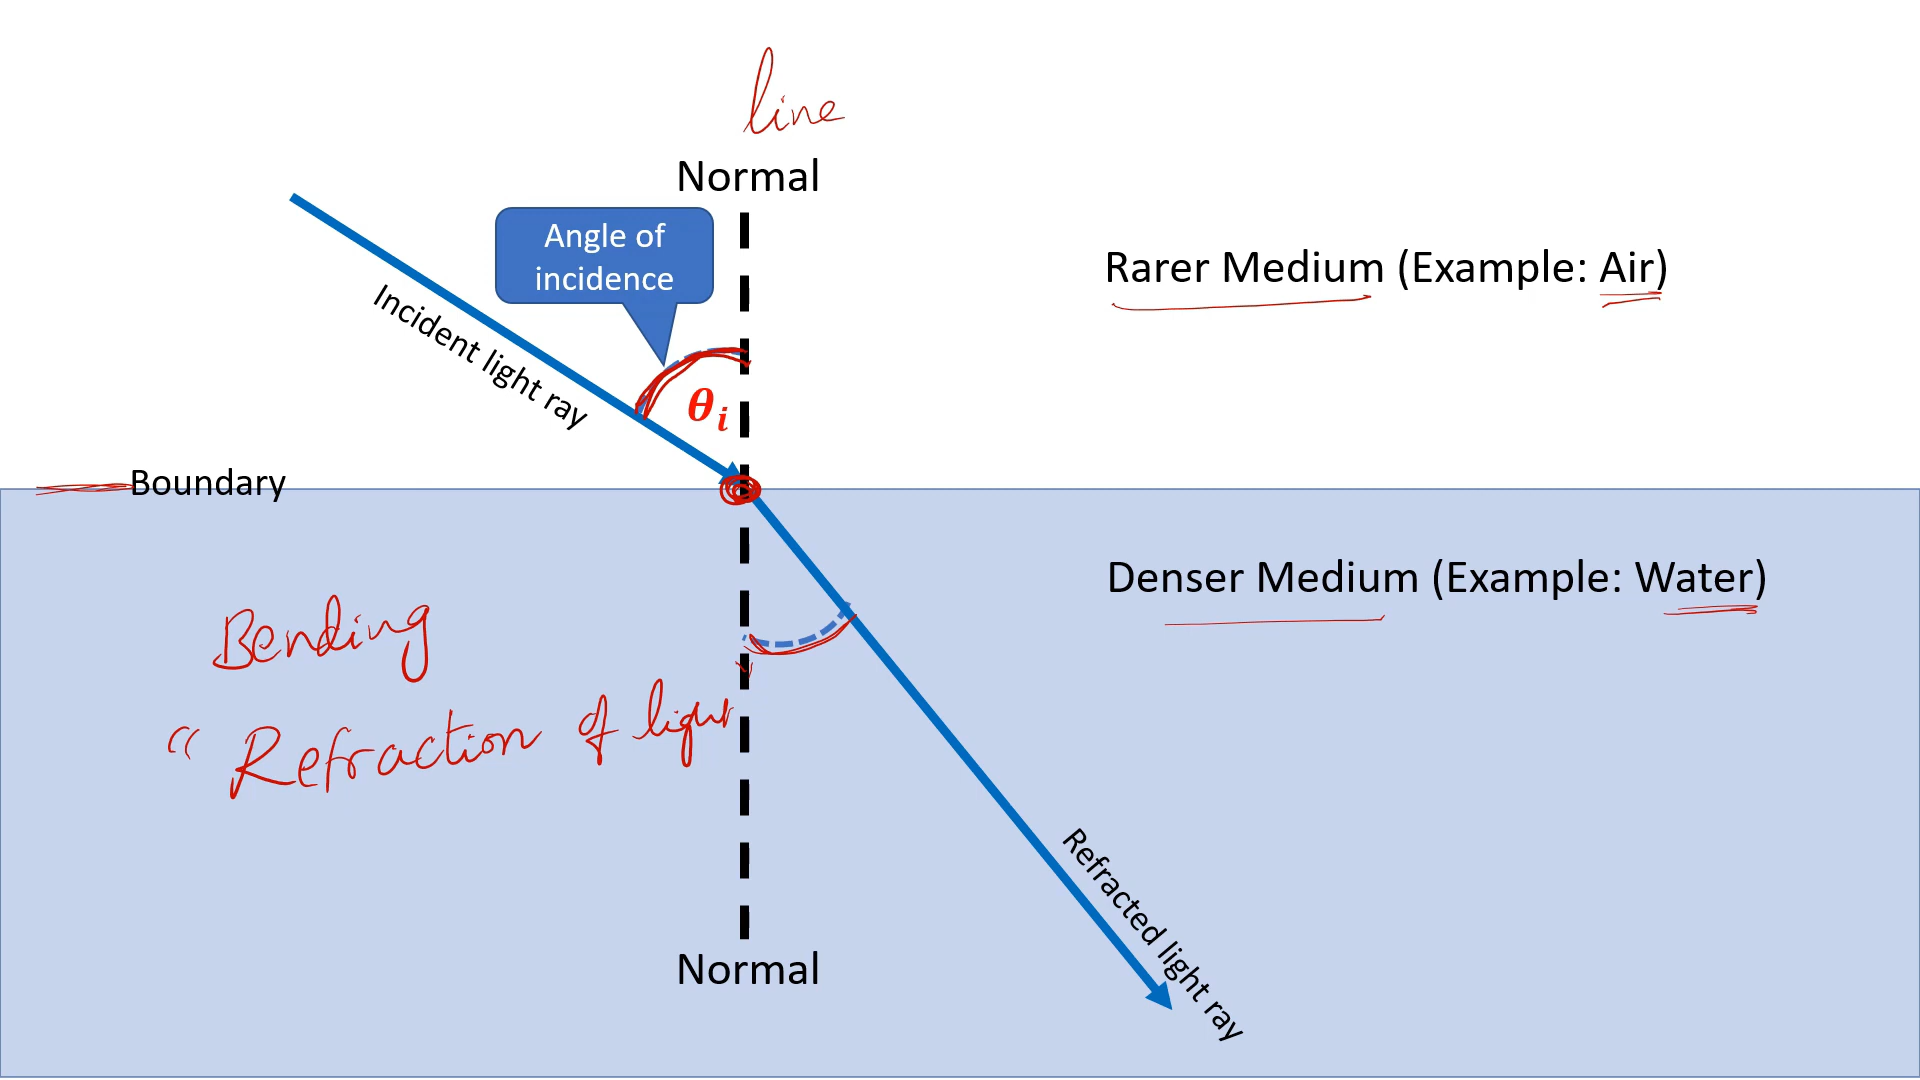 line
Normal
Angle of
incidence
Rarer Medium (Example: Air)
Incident light ray
θi
Boundary
Denser Medium (Example: Water)
Bending
“ Refraction of light
Refracted light ray
Normal